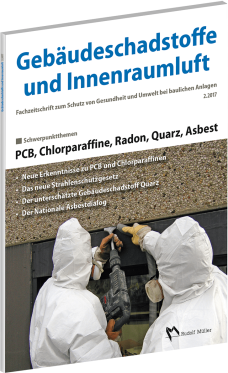 Gebäudeschadstoffe
und Innenraumluft
Fachzeitschrift zum Schutz von Gesundheit und Umwelt bei baulichen Anlagen
2.2017
Schwerpunktthemen
PCB, Chlorparaffine, Radon, Quarz, Asbest
• Neue Erkenntnisse zu PCB und Chlorparaffinen
• Das neue Strahlenschutzgesetz
• Der unterschätzte Gebäudeschadstoff Quarz
• Der Nationale Asbestdialog
Rudolf Müller